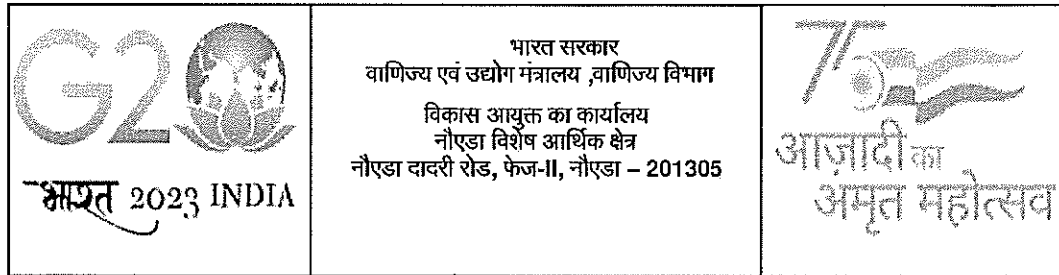 G20
भारत 2023 INDIA
भारत सरकार
वाणिज्य एवं उद्योग मंत्रालय ,वाणिज्य विभाग
विकास आयुक्त का कार्यालय
नौएडा विशेष आर्थिक क्षेत्र
नौएडा दादरी रोड, फेज-II, नौएडा – 201305
75
आज़ादी का
अमृत महोत्सव